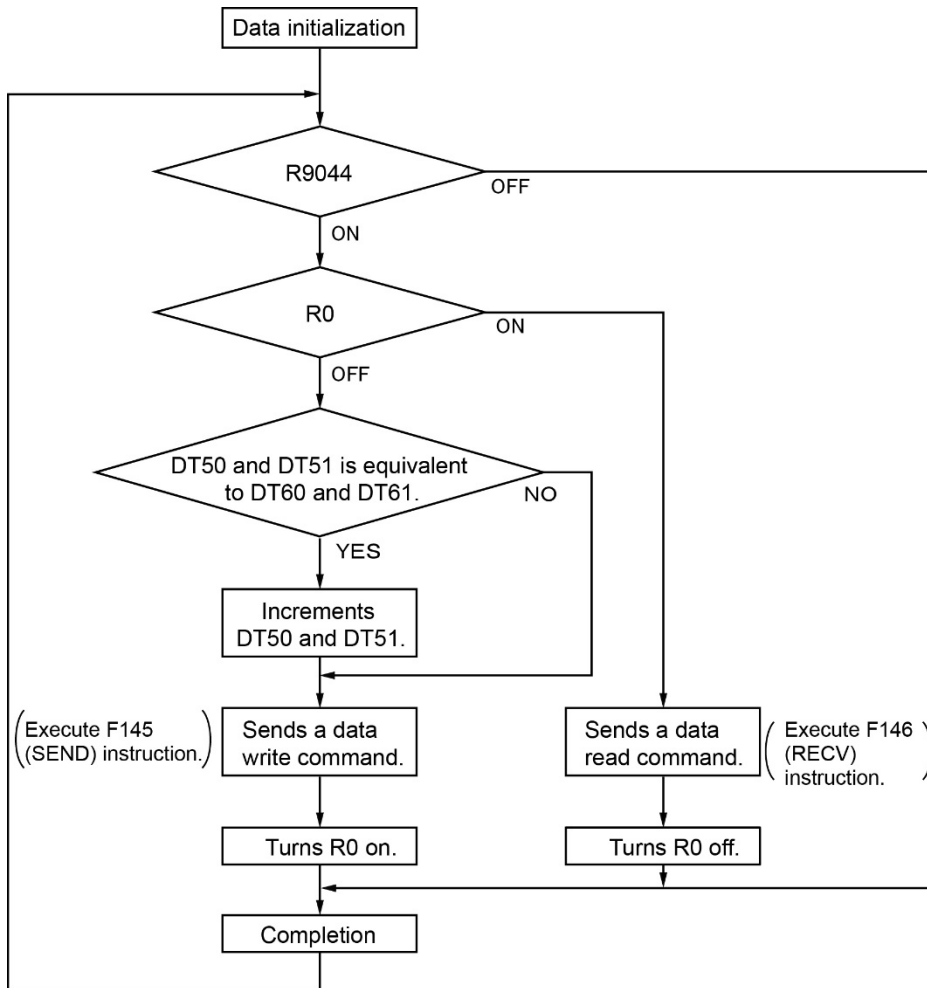 Data initialization
R9044
OFF
ON
R0
ON
OFF
DT50 and DT51 is equivalent
to DT60 and DT61.
NO
YES
Increments
DT50 and DT51.
(Execute F145
(SEND) instruction.)
Sends a data
write command.
Sends a data
read command.
(Execute F146
(RECV)
instruction.)
Turns R0 on.
Turns R0 off.
Completion